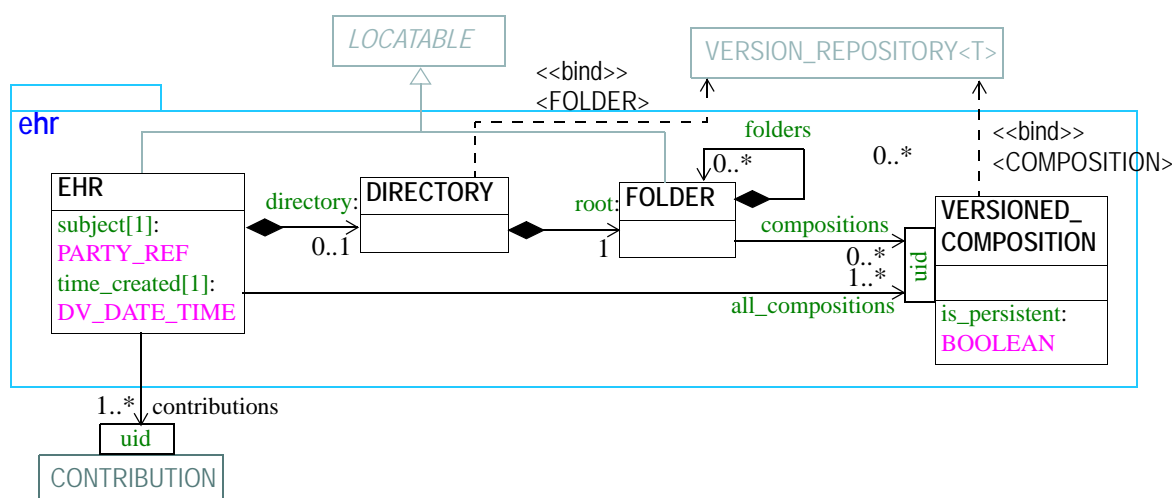 LOCATABLE
VERSION_REPOSITORY<T>
<<bind>>
<FOLDER>
ehr
folders
<<bind>>
<COMPOSITION>
0..*
0..*
EHR
subject[1]:
PARTY_REF
time_created[1]:
DV_DATE_TIME
directory:
0..1
DIRECTORY
root:
1
FOLDER
compositions
0..*
1..*
all_compositions
uid
VERSIONED_
COMPOSITION
is_persistent:
BOOLEAN
1..* contributions
uid
CONTRIBUTION